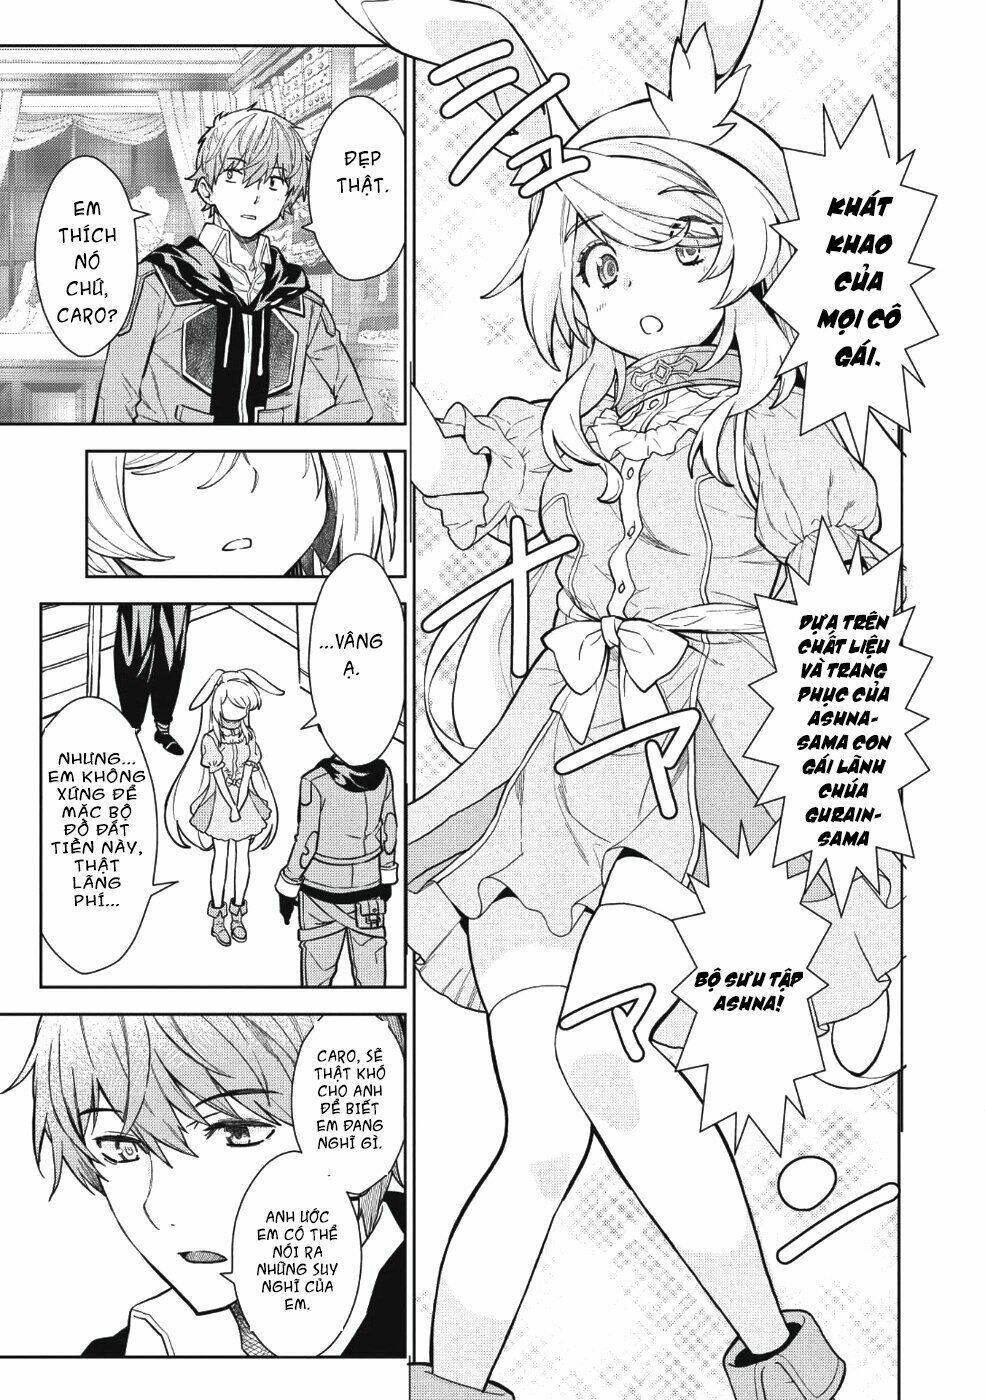 KHÁT
KHAO
CỦA
MỌI CÔ
GÁI.
DỰA TRÊN
CHẤT LIỆU
VÀ TRANG
PHỤC CỦA
ASHNA-
SAMA CON
GÁI LÃNH
CHÚA
GURAIN-
SAMA
BỘ SƯU TẬP
ASHNA!
ĐẸP
THẬT.
EM
THÍCH
NÓ
CHỨ,
CARO?
...VÂNG
Ạ.
NHƯNG...
EM KHÔNG
XỨNG ĐỂ
MẶC BỘ
ĐỒ ĐẮT
TIỀN NÀY,
THẬT
LÃNG
PHÍ...
CARO, SẼ
THẬT KHÓ
CHO ANH
ĐỂ BIẾT
EM ĐANG
NGHĨ GÌ.
ANH ƯỚC
EM CÓ THỂ
NÓI RA
NHỮNG SUY
NGHĨ CỦA
EM.